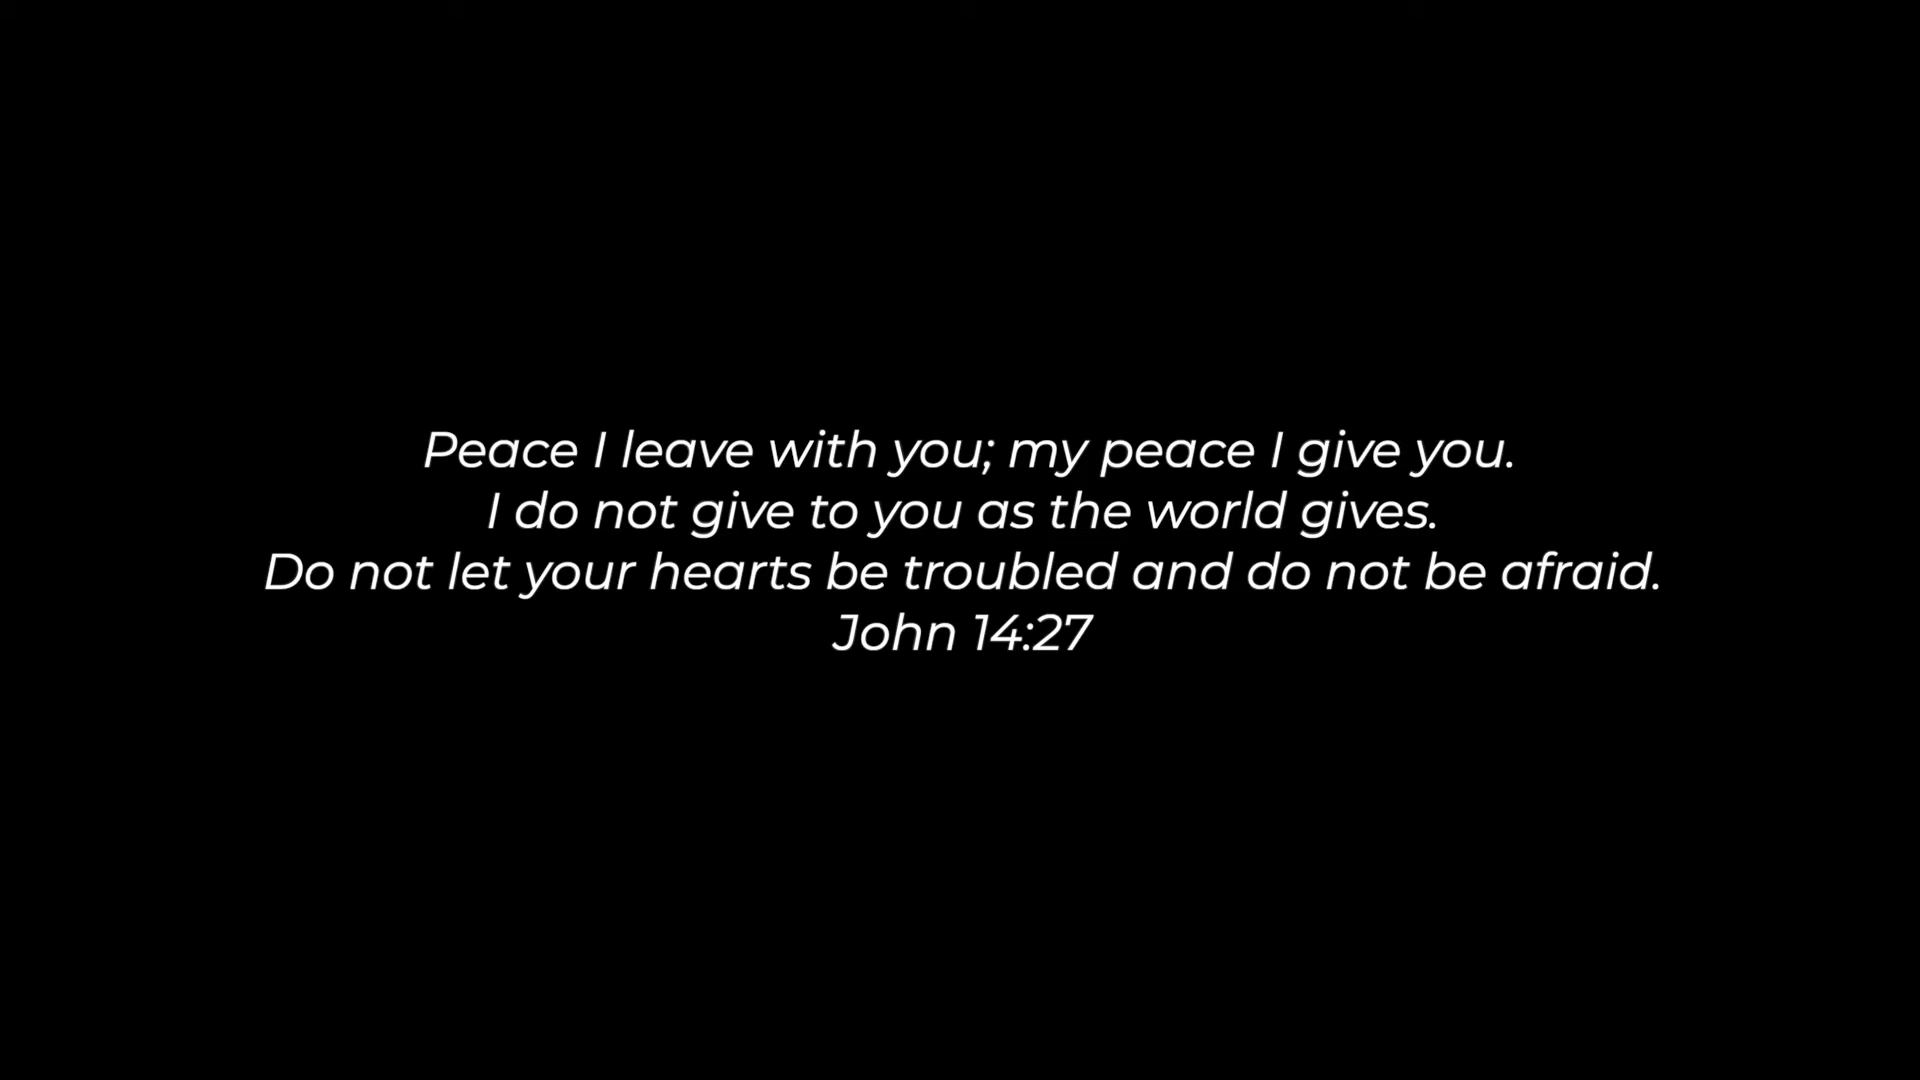 Peace I leave with you; my peace I give you.
I do not give to you as the world gives.
Do not let your hearts be troubled and do not be afraid.
John 14:27